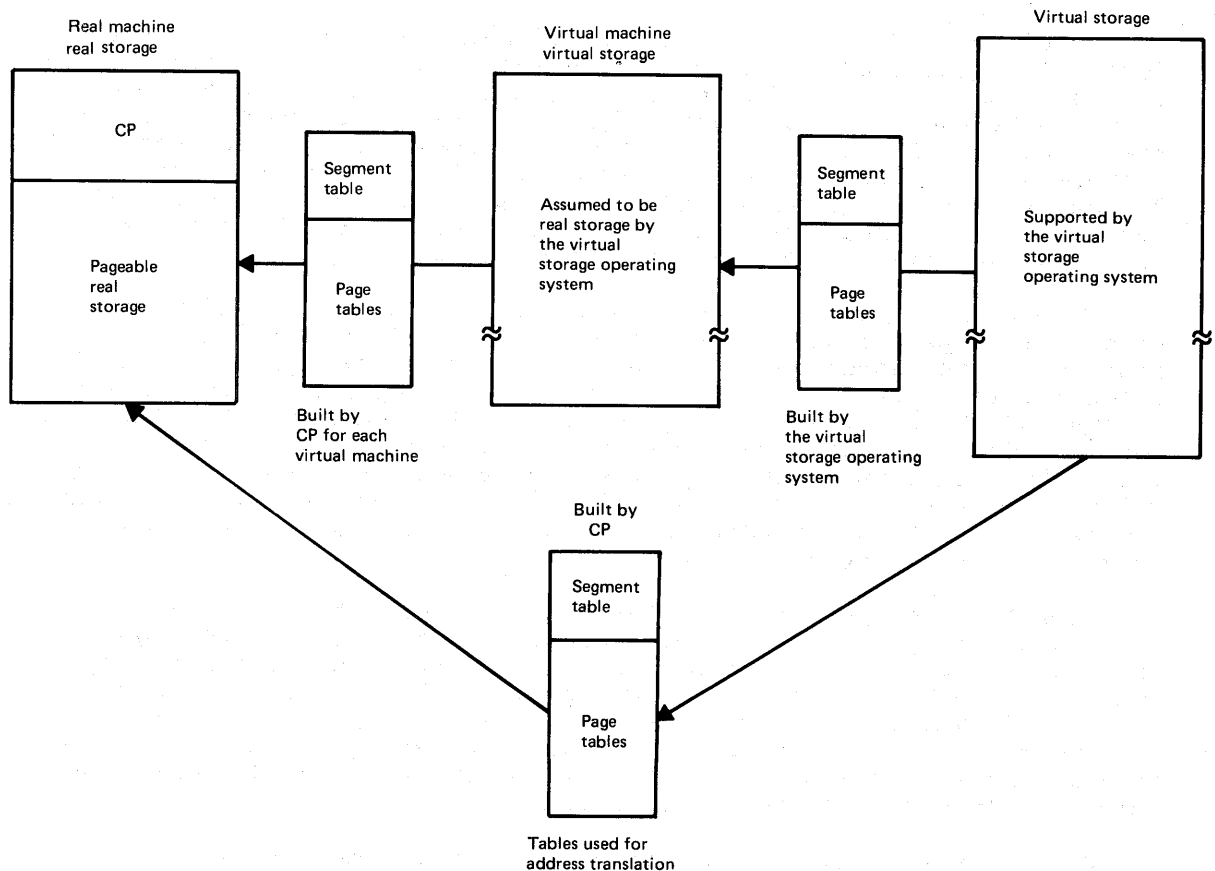 Real machine
real storage
CP
Pageable
real
storage
Segment
table
Page
tables
Built by
CP for each
virtual machine
Virtual machine
virtual storage
Assumed to be
real storage by
the virtual
storage operating
system
Segment
table
Page
tables
Built by
the virtual
storage operating
system
Virtual storage
Supported by
the virtual
storage
operating system
Built by
CP
Segment
table
Page
tables
Tables used for
address translation